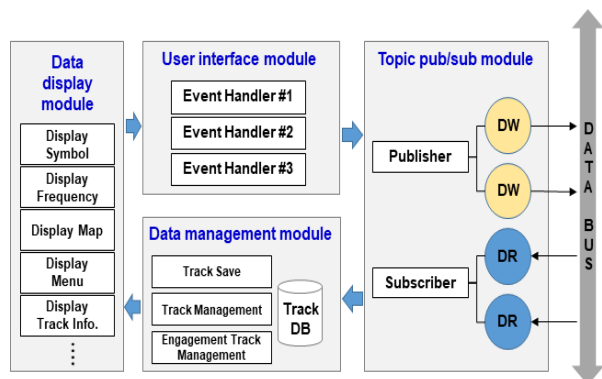 Data
display
module
Display
Symbol
Display
Frequency
Display Map
Display
Menu
Display
Track Info.
User interface module
Event Handler #1
Event Handler #2
Event Handler #3
Data management module
Track Save
Track Management
Engagement Track
Management
Track
DB
Topic pub/sub module
Publisher
DW
DW
Subscriber
DR
DR
DATA BUS